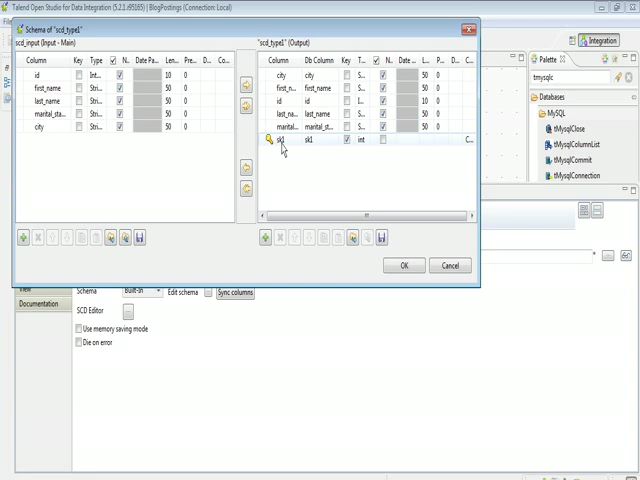 Talend Open Studio for Data Integration (5.2.1.r95165) | BlogPostings (Connection: Local)
Schema of "scd_type1"
scd_input (Input - Main)
"scd_type1" (Output)
Column Key Type N.. Date Pa... Len... Pre... D... Co...
id Int... 10 0
first_name Stri... 50 0
last_name Stri... 50 0
marital_sta... Stri... 50 0
city Stri... 50 0
Column Db Column Key T... N.. Date ... L... P... D... C...
city city S... 50 0
first_n... first_n... S... 50 0
id id I... 10 0
last_na... last_name S... 50 0
marital... marital_st... S... 50 0
sk1 sk1 int C...
OK Cancel
Integration
Palette
tmysqlc
Databases
MySQL
tMysqlClose
tMysqlColumnList
tMysqlCommit
tMysqlConnection
View
Documentation
Schema Built-In Edit schema Sync columns
SCD Editor
Use memory saving mode
Die on error